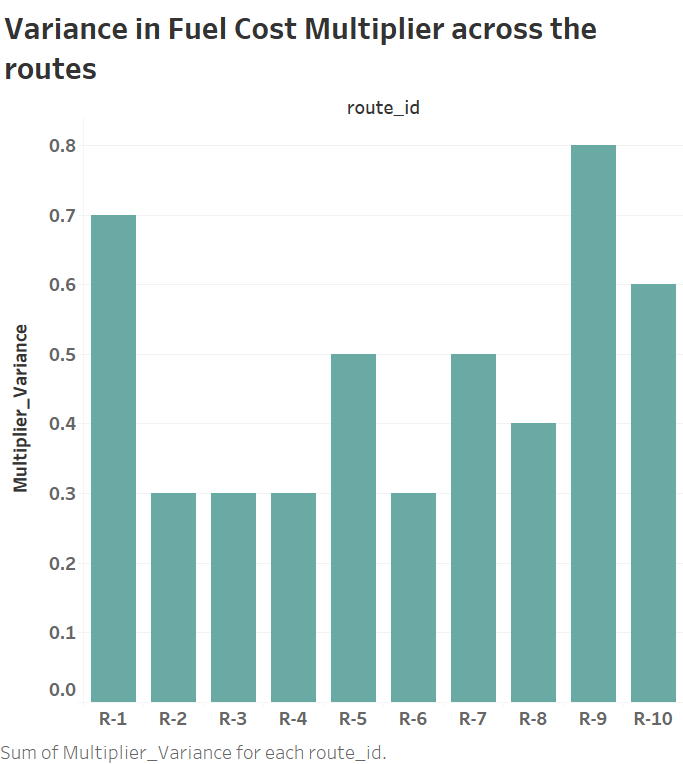 Variance in Fuel Cost Multiplier across the
routes
route_id
Multiplier_Variance
0.8
0.7
0.6
0.5
0.4
0.3
0.2
0.1
0.0
R-1 R-2 R-3 R-4 R-5 R-6 R-7 R-8 R-9 R-10
Sum of Multiplier_Variance for each route_id.